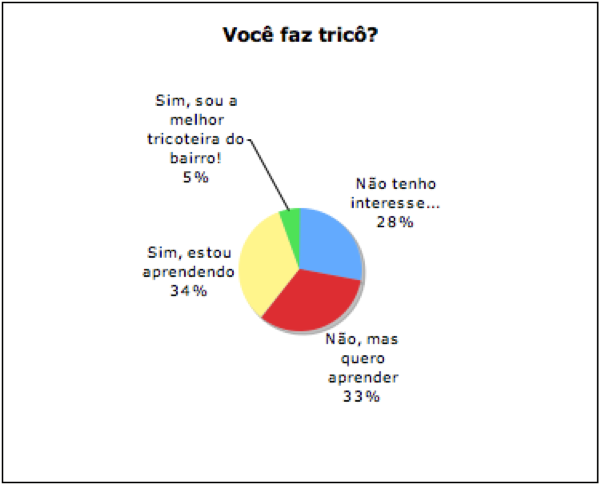 Você faz tricô?
Sim, sou a
melhor
tricoteira do
bairro!
5%
Não tenho
interesse...
28%
Sim, estou
aprendendo
34%
Não, mas
quero
aprender
33%